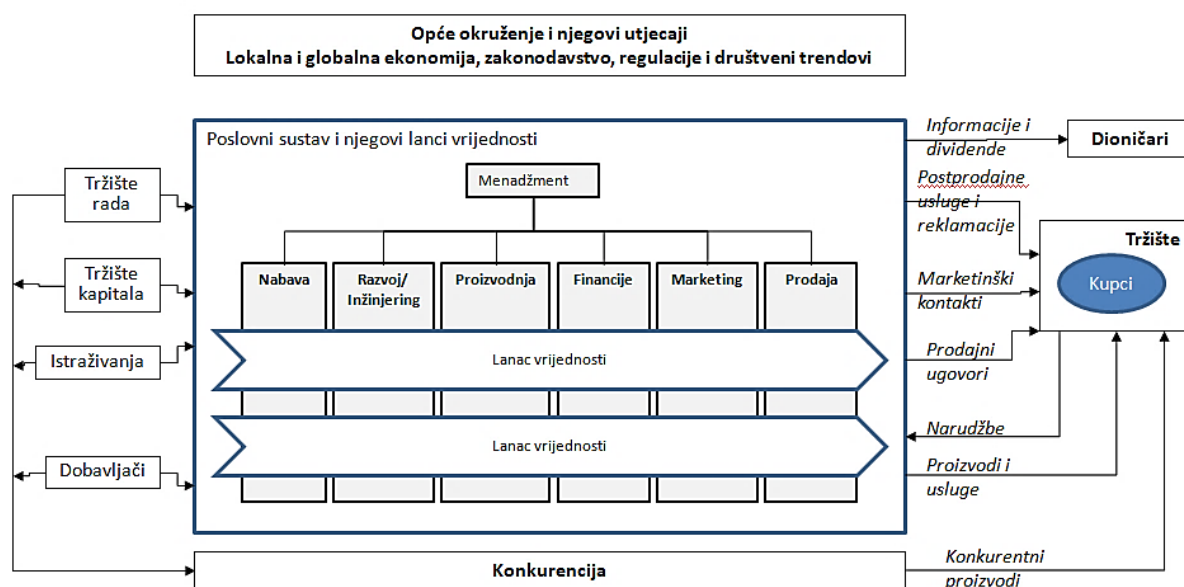 Opće okruženje i njegovi utjecaji
Lokalna i globalna ekonomija, zakonodavstvo, regulacije i društveni trendovi
Poslovni sustav i njegovi lanci vrijednosti
Menadžment
Nabava
Razvoj/
Inžinjering
Proizvodnja
Financije
Marketing
Prodaja
Lanac vrijednosti
Lanac vrijednosti
Tržište
rada
Tržište
kapitala
Istraživanja
Dobavljači
Informacije i
dividende
Dioničari
Postprodajne
usluge i
reklamacije
Tržište
Kupci
Marketinški
kontakti
Prodajni
ugovori
Narudžbe
Proizvodi i
usluge
Konkurencija
Konkurentni
proizvodi